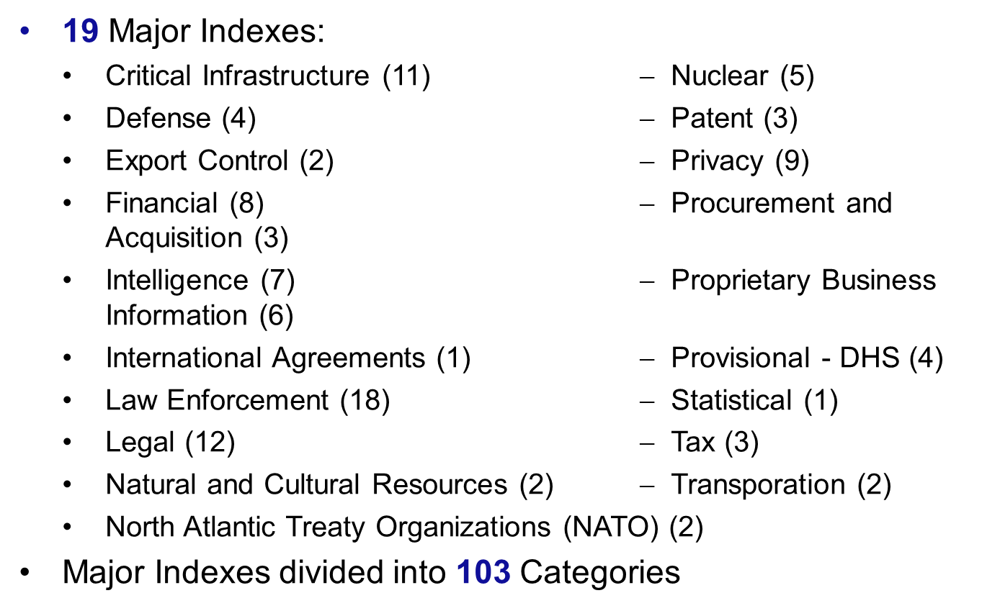 • 19 Major Indexes:
• Critical Infrastructure (11) – Nuclear (5)
• Defense (4) – Patent (3)
• Export Control (2) – Privacy (9)
• Financial (8) – Procurement and
Acquisition (3)
• Intelligence (7) – Proprietary Business
Information (6)
• International Agreements (1) – Provisional - DHS (4)
• Law Enforcement (18) – Statistical (1)
• Legal (12) – Tax (3)
• Natural and Cultural Resources (2) – Transporation (2)
• North Atlantic Treaty Organizations (NATO) (2)
• Major Indexes divided into 103 Categories